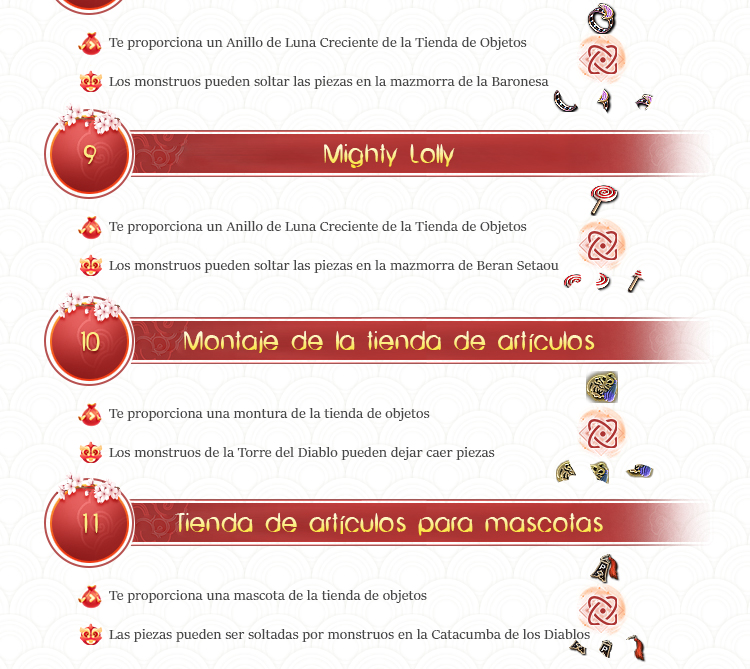 Te proporciona un Anillo de Luna Creciente de la Tienda de Objetos
Los monstruos pueden soltar las piezas en la mazmorra de la Baronesa
9
Mighty Lolly
Te proporciona un Anillo de Luna Creciente de la Tienda de Objetos
Los monstruos pueden soltar las piezas en la mazmorra de Beran Setaou
10
Montaje de la tienda de artículos
Te proporciona una montura de la tienda de objetos
Los monstruos de la Torre del Diablo pueden dejar caer piezas
11
Tienda de artículos para mascotas
Te proporciona una mascota de la tienda de objetos
Las piezas pueden ser soltadas por monstruos en la Catacumba de los Diablos